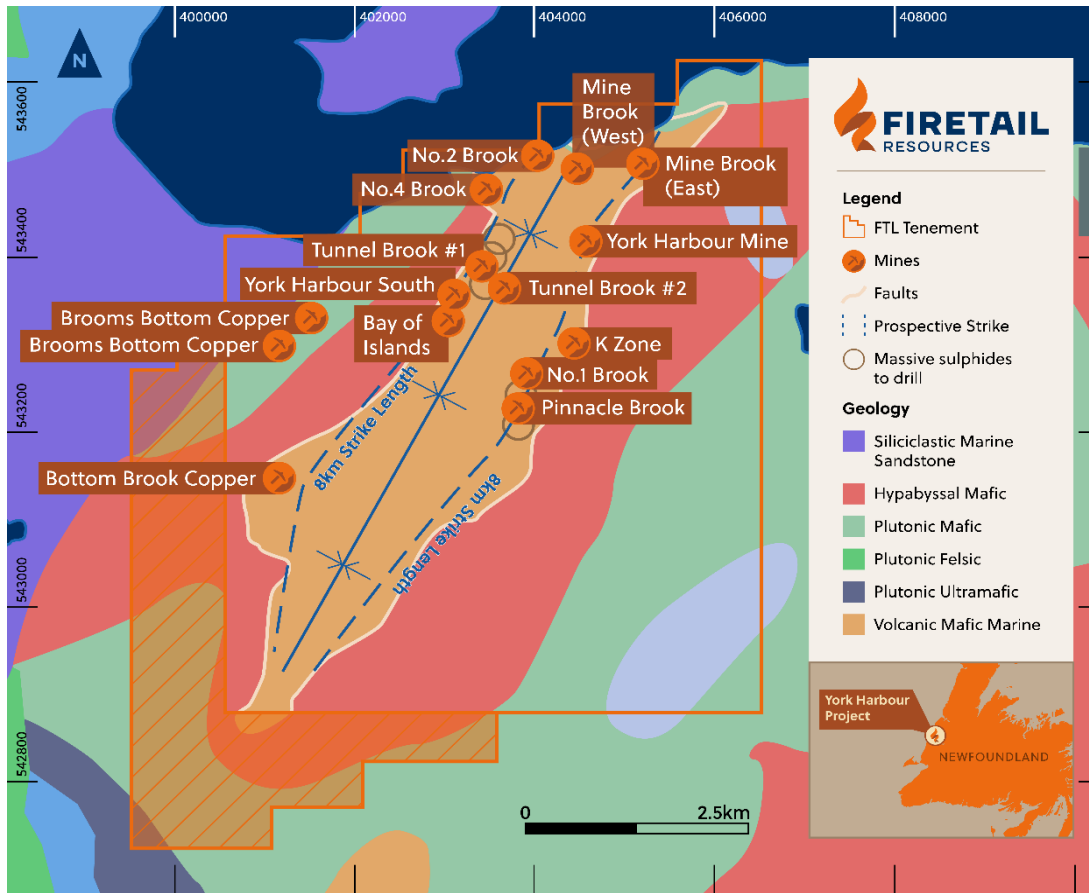 400000
402000
404000
406000
408000
N
543600
543400
543200
543000
542800
Mine
Brook
(West)
No.2 Brook
Mine Brook
(East)
No.4 Brook
Tunnel Brook #1
York Harbour Mine
York Harbour South
Tunnel Brook #2
Brooms Bottom Copper
Bay of
Islands
Brooms Bottom Copper
K Zone
No.1 Brook
Pinnacle Brook
8km Strike Length
Bottom Brook Copper
8km Strike Length
0
2.5km
FIRETAIL
RESOURCES
Legend
FTL Tenement
Mines
Faults
Prospective Strike
Massive sulphides
to drill
Geology
Siliciclastic Marine
Sandstone
Hypabyssal Mafic
Plutonic Mafic
Plutonic Felsic
Plutonic Ultramafic
Volcanic Mafic Marine
York Harbour
Project
NEWFOUNDLAND